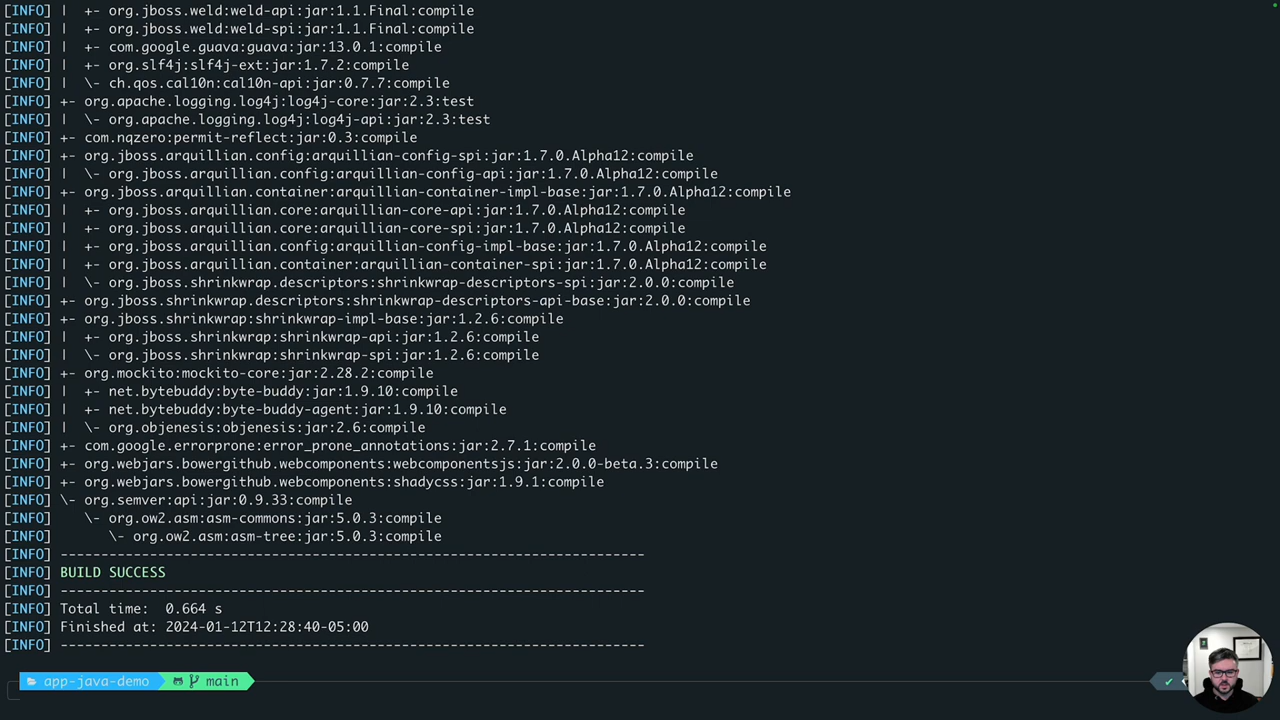 [INFO] |  +- org.jboss.weld:weld-api:jar:1.1.Final:compile
[INFO] |  +- org.jboss.weld:weld-spi:jar:1.1.Final:compile
[INFO] |  +- com.google.guava:guava:jar:13.0.1:compile
[INFO] |  +- org.slf4j:slf4j-ext:jar:1.7.2:compile
[INFO] |  \- ch.qos.cal10n:cal10n-api:jar:0.7.7:compile
[INFO] +- org.apache.logging.log4j:log4j-core:jar:2.3:test
[INFO] |  \- org.apache.logging.log4j:log4j-api:jar:2.3:test
[INFO] +- com.nqzero:permit-reflect:jar:0.3:compile
[INFO] +- org.jboss.arquillian.config:arquillian-config-spi:jar:1.7.0.Alpha12:compile
[INFO] |  \- org.jboss.arquillian.config:arquillian-config-api:jar:1.7.0.Alpha12:compile
[INFO] +- org.jboss.arquillian.container:arquillian-container-impl-base:jar:1.7.0.Alpha12:compile
[INFO] |  +- org.jboss.arquillian.core:arquillian-core-api:jar:1.7.0.Alpha12:compile
[INFO] |  +- org.jboss.arquillian.core:arquillian-core-spi:jar:1.7.0.Alpha12:compile
[INFO] |  +- org.jboss.arquillian.config:arquillian-config-impl-base:jar:1.7.0.Alpha12:compile
[INFO] |  +- org.jboss.arquillian.container:arquillian-container-spi:jar:1.7.0.Alpha12:compile
[INFO] |  \- org.jboss.shrinkwrap.descriptors:shrinkwrap-descriptors-spi:jar:2.0.0:compile
[INFO] +- org.jboss.shrinkwrap.descriptors:shrinkwrap-descriptors-api-base:jar:2.0.0:compile
[INFO] +- org.jboss.shrinkwrap:shrinkwrap-impl-base:jar:1.2.6:compile
[INFO] |  +- org.jboss.shrinkwrap:shrinkwrap-api:jar:1.2.6:compile
[INFO] |  \- org.jboss.shrinkwrap:shrinkwrap-spi:jar:1.2.6:compile
[INFO] +- org.mockito:mockito-core:jar:2.28.2:compile
[INFO] |  +- net.bytebuddy:byte-buddy:jar:1.9.10:compile
[INFO] |  +- net.bytebuddy:byte-buddy-agent:jar:1.9.10:compile
[INFO] |  \- org.objenesis:objenesis:jar:2.6:compile
[INFO] +- com.google.errorprone:error_prone_annotations:jar:2.7.1:compile
[INFO] +- org.webjars.bowergithub.webcomponents:webcomponentsjs:jar:2.0.0-beta.3:compile
[INFO] +- org.webjars.bowergithub.webcomponents:shadycss:jar:1.9.1:compile
[INFO] \- org.semver:api:jar:0.9.33:compile
[INFO]    \- org.ow2.asm:asm-commons:jar:5.0.3:compile
[INFO]       \- org.ow2.asm:asm-tree:jar:5.0.3:compile
[INFO] ------------------------------------------------------------------------
[INFO] BUILD SUCCESS
[INFO] ------------------------------------------------------------------------
[INFO] Total time:  0.664 s
[INFO] Finished at: 2024-01-12T12:28:40-05:00
[INFO] ------------------------------------------------------------------------
app-java-demo main ✓